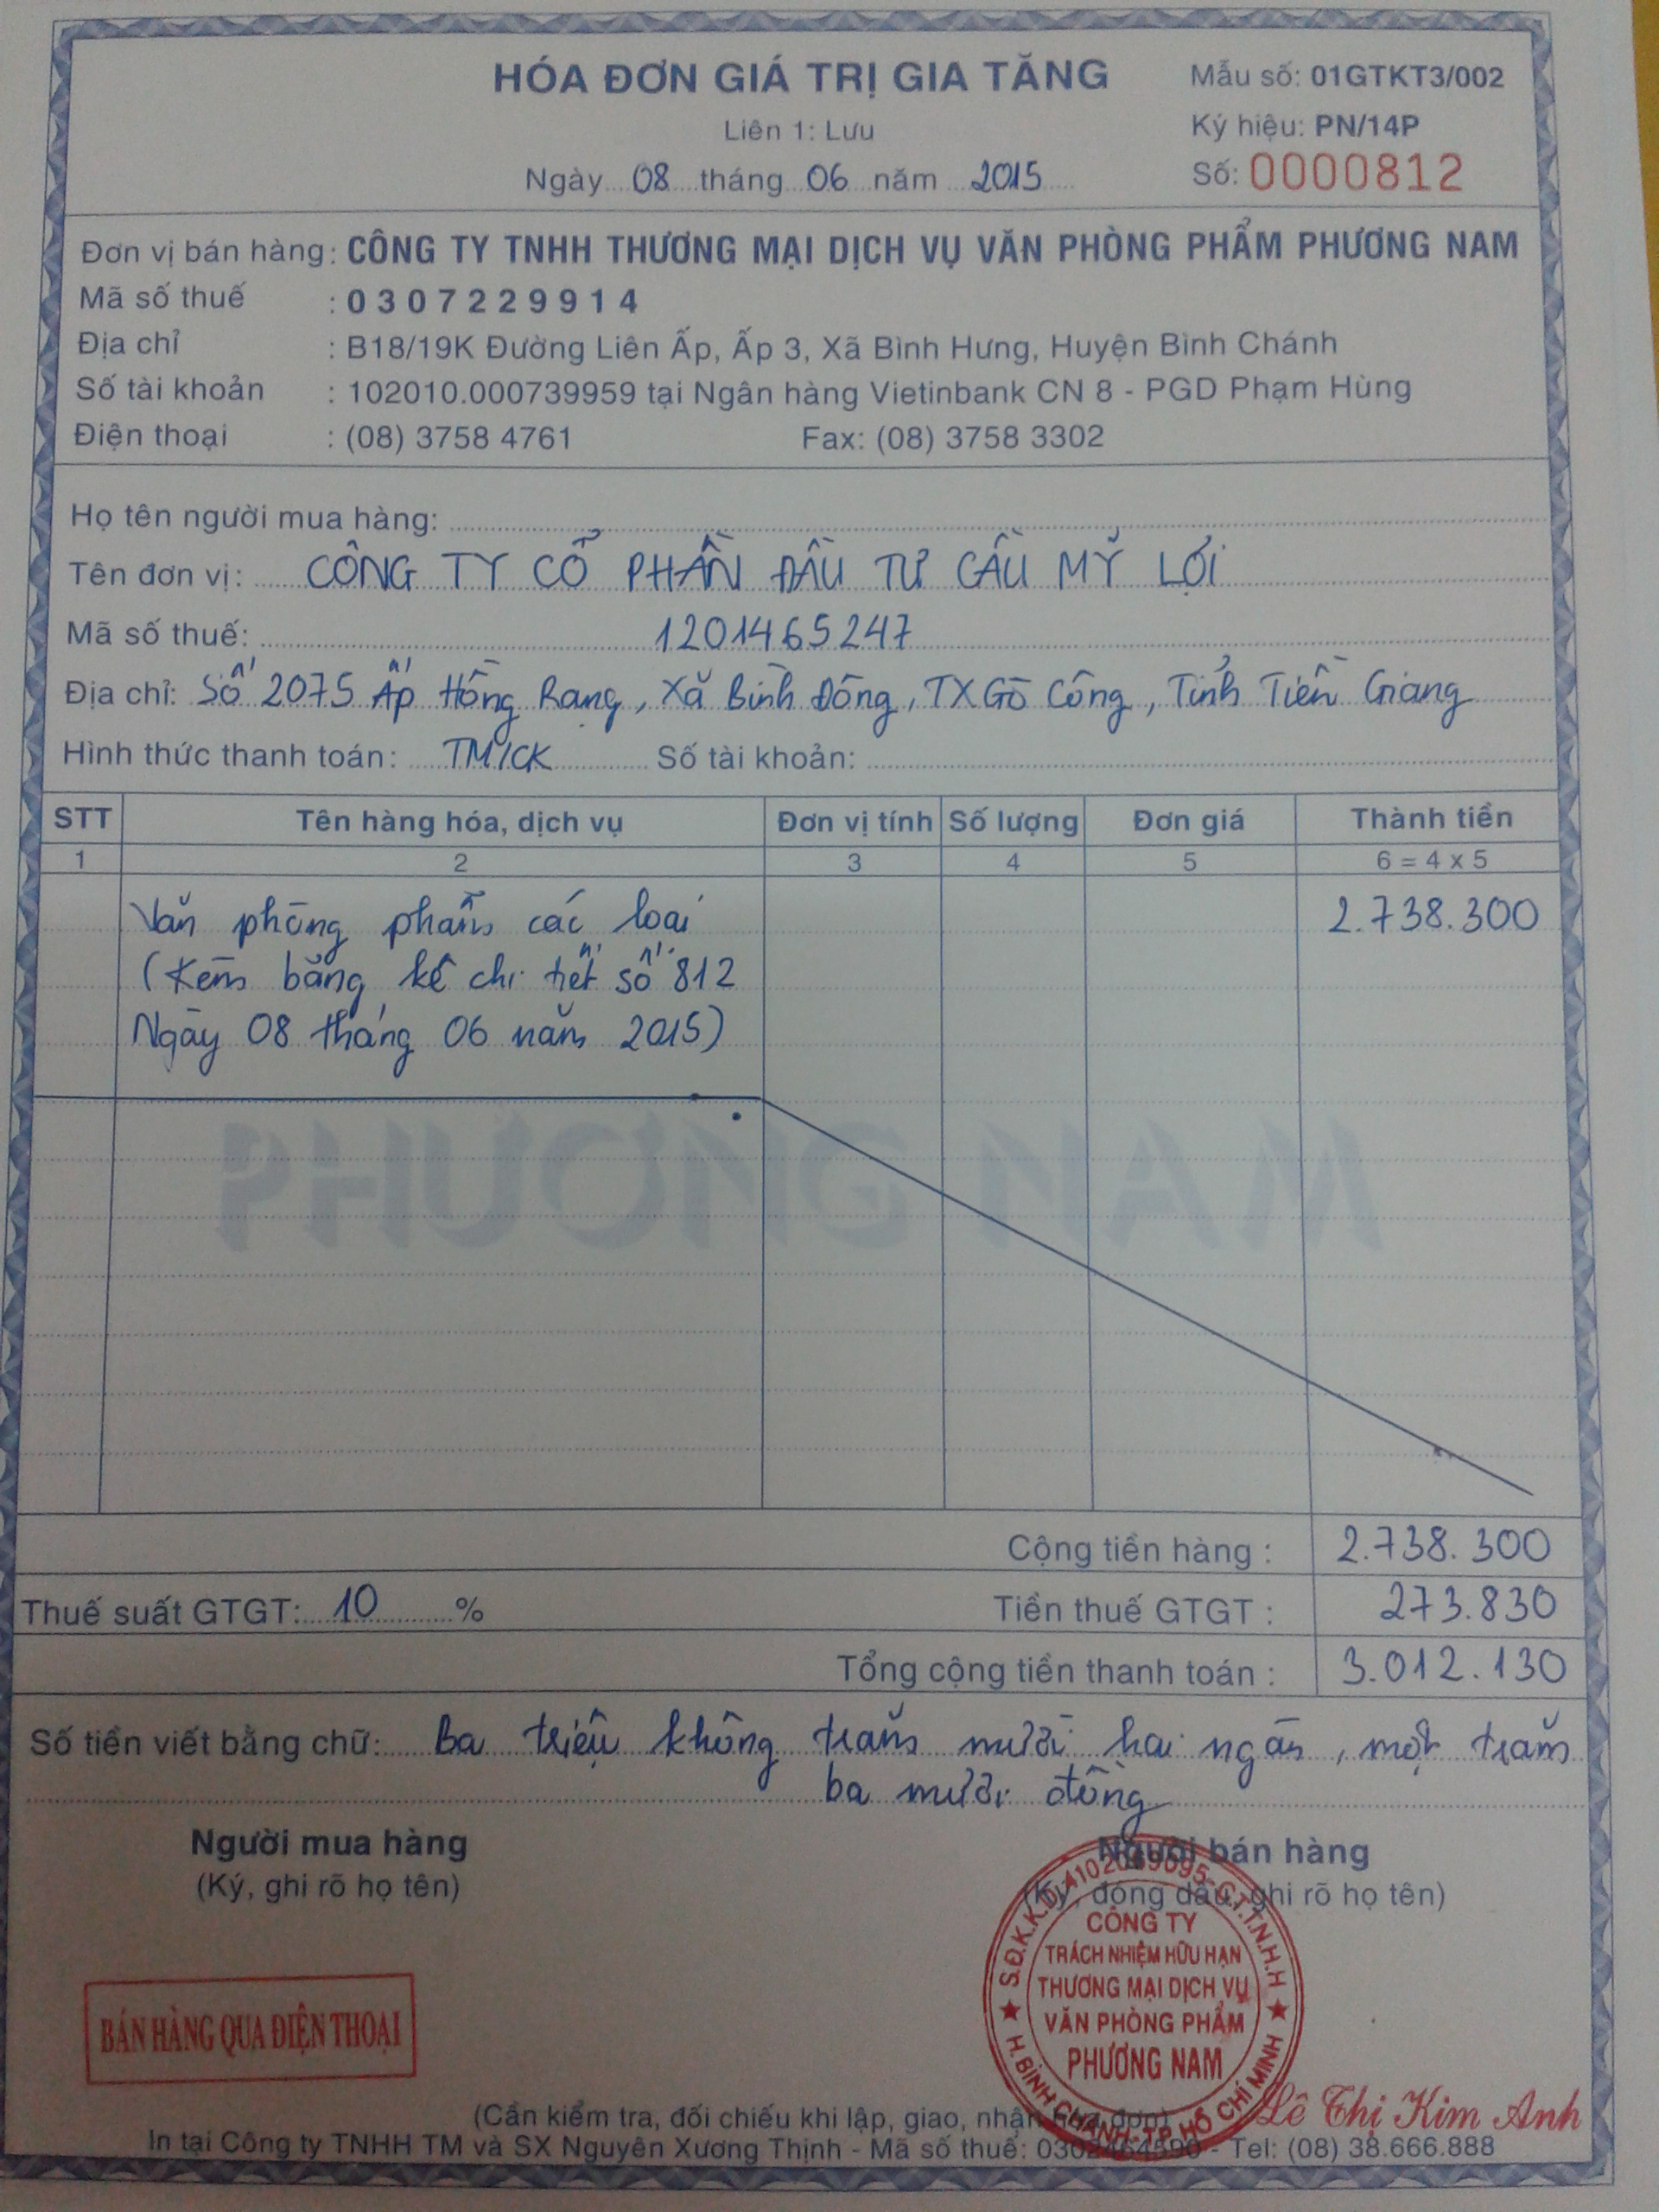 HÓA ĐƠN GIÁ TRỊ GIA TĂNG
Mẫu số: 01GTKT3/002
Liên 1: Lưu
Ký hiệu: PN/14P
Ngày 08 tháng 06 năm 2015
Số: 0000812
Đơn vị bán hàng: CÔNG TY TNHH THƯƠNG MẠI DỊCH VỤ VĂN PHÒNG PHẨM PHƯƠNG NAM
Mã số thuế : 0307229914
Địa chỉ : B18/19K Đường Liên Ấp, Ấp 3, Xã Bình Hưng, Huyện Bình Chánh
Số tài khoản : 102010.000739959 tại Ngân hàng Vietinbank CN 8 - PGD Phạm Hùng
Điện thoại : (08) 3758 4761 Fax: (08) 3758 3302
Họ tên người mua hàng:
Tên đơn vị: CÔNG TY CỔ PHẦN ĐẦU TƯ CẦU MỸ LỢI
Mã số thuế: 1201465247
Địa chỉ: Số 2075 Ấp Hồng Rạng, Xã Bình Đông, TX Gò Công, Tỉnh Tiền Giang
Hình thức thanh toán: TM/CK Số tài khoản:
STT Tên hàng hóa, dịch vụ Đơn vị tính Số lượng Đơn giá Thành tiền
1 2 3 4 5 6 = 4 x 5
Văn phòng phẩm các loại 2.738.300
(Kèm bảng kê chi tiết số 812
Ngày 08 tháng 06 năm 2015)
PHƯƠNG NAM
Cộng tiền hàng : 2.738.300
Thuế suất GTGT: 10 % Tiền thuế GTGT : 273.830
Tổng cộng tiền thanh toán : 3.012.130
Số tiền viết bằng chữ: Ba triệu không trăm mười hai ngàn, một trăm
ba mươi đồng
Người mua hàng Người bán hàng
(Ký, ghi rõ họ tên) (Ký, đóng dấu, ghi rõ họ tên)
S.Đ.K.K.D: 4102049095-C.T.T.N.H.H
CÔNG TY
TRÁCH NHIỆM HỮU HẠN
THƯƠNG MẠI DỊCH VỤ
VĂN PHÒNG PHẨM
PHƯƠNG NAM
H.BÌNH CHÁNH-TP.HỒ CHÍ MINH
BÁN HÀNG QUA ĐIỆN THOẠI
Lê Thị Kim Anh
(Cần kiểm tra, đối chiếu khi lập, giao, nhận hóa đơn)
In tại Công ty TNHH TM và SX Nguyên Xương Thịnh - Mã số thuế: 0302464590 - Tel: (08) 38.666.888